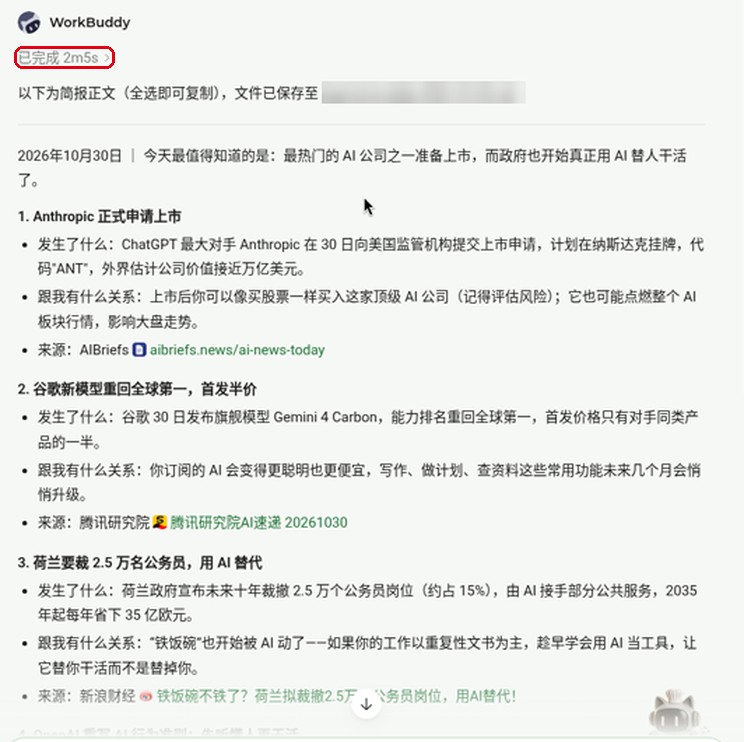 WorkBuddy
已完成 2m5s >
以下为简报正文（全选即可复制），文件已保存至
2026年10月30日 ｜ 今天最值得知道的是：最热门的 AI 公司之一准备上市，而政府也开始真正用 AI 替人干活
了。
1. Anthropic 正式申请上市
• 发生了什么：ChatGPT 最大对手 Anthropic 在 30 日向美国监管机构提交上市申请，计划在纳斯达克挂牌，代
码"ANT"，外界估计公司价值接近万亿美元。
• 跟我有什么关系：上市后你可以像买股票一样买入这家顶级 AI 公司（记得评估风险）；它也可能点燃整个 AI
板块行情，影响大盘走势。
• 来源：AIBriefs aibriefs.news/ai-news-today
2. 谷歌新模型重回全球第一，首发半价
• 发生了什么：谷歌 30 日发布旗舰模型 Gemini 4 Carbon，能力排名重回全球第一，首发价格只有对手同类产
品的一半。
• 跟我有什么关系：你订阅的 AI 会变得更聪明也更便宜，写作、做计划、查资料这些常用功能未来几个月会悄
悄升级。
• 来源：腾讯研究院 腾讯研究院AI速递 20261030
3. 荷兰要裁 2.5 万名公务员，用 AI 替代
• 发生了什么：荷兰政府宣布未来十年裁撤 2.5 万个公务员岗位（约占 15%），由 AI 接手部分公共服务，2035
年起每年省下 35 亿欧元。
• 跟我有什么关系："铁饭碗"也开始被 AI 动了——如果你的工作以重复性文书为主，趁早学会用 AI 当工具，让
它替你干活而不是替掉你。
• 来源：新浪财经 铁饭碗不铁了？荷兰拟裁撤2.5万 公务员岗位，用AI替代！